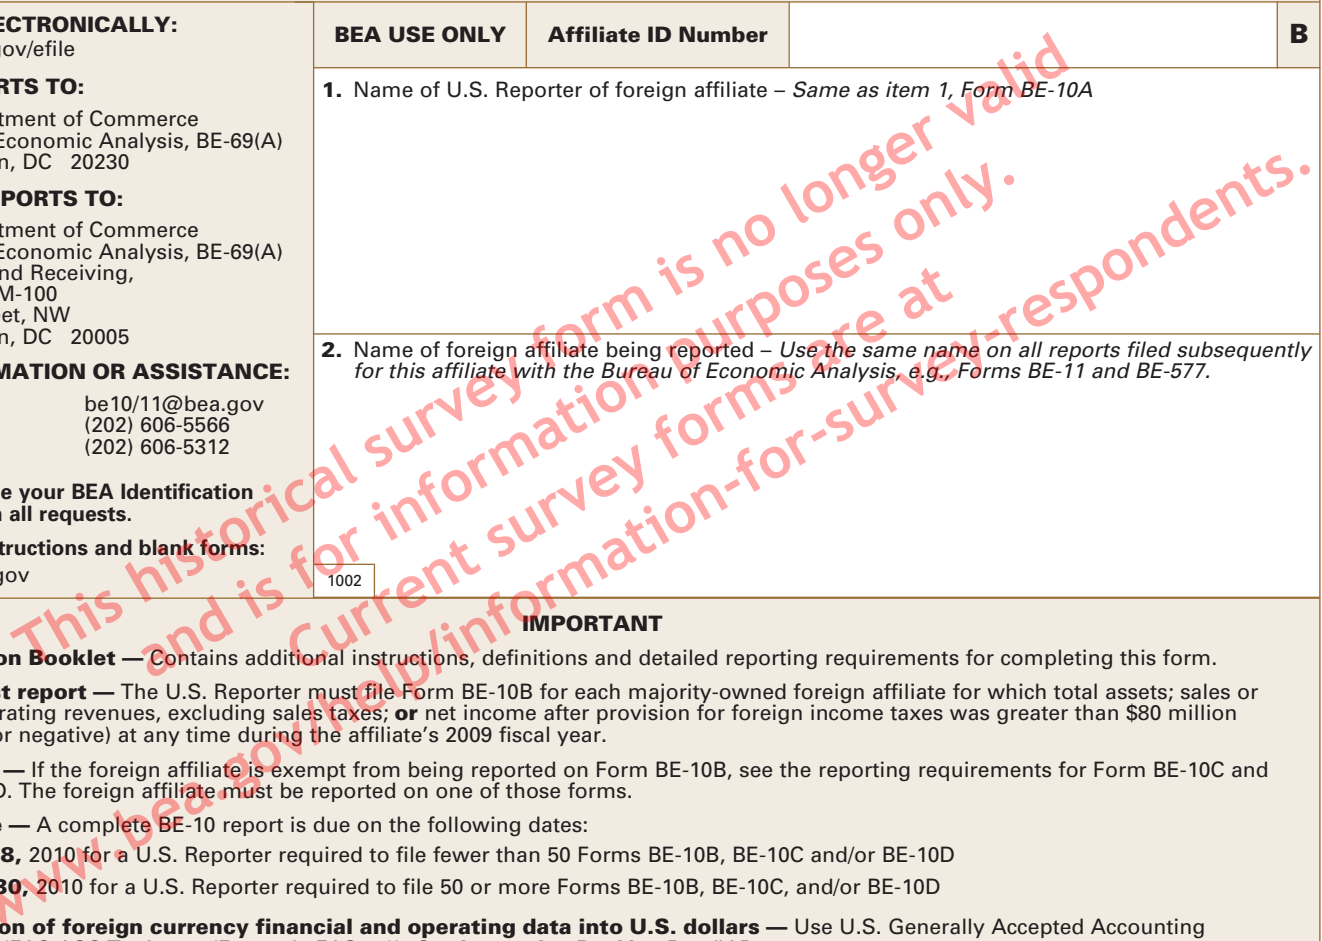 ECTRONICALLY:
gov/efile
RTS TO:
tment of Commerce
Economic Analysis, BE-69(A)
n, DC 20230
PORTS TO:
tment of Commerce
Economic Analysis, BE-69(A)
nd Receiving,
M-100
eet, NW
n, DC 20005
MATION OR ASSISTANCE:
be10/11@bea.gov
(202) 606-5566
(202) 606-5312
e your BEA Identification
all requests.
tructions and blank forms:
gov
BEA USE ONLY Affiliate ID Number B
1. Name of U.S. Reporter of foreign affiliate – Same as item 1, Form BE-10A
2. Name of foreign affiliate being reported – Use the same name on all reports filed subsequently
for this affiliate with the Bureau of Economic Analysis, e.g., Forms BE-11 and BE-577.
1002
IMPORTANT
on Booklet — Contains additional instructions, definitions and detailed reporting requirements for completing this form.
t report — The U.S. Reporter must file Form BE-10B for each majority-owned foreign affiliate for which total assets; sales or
rating revenues, excluding sales taxes; or net income after provision for foreign income taxes was greater than $80 million
or negative) at any time during the affiliate's 2009 fiscal year.
— If the foreign affiliate is exempt from being reported on Form BE-10B, see the reporting requirements for Form BE-10C and
D. The foreign affiliate must be reported on one of those forms.
e — A complete BE-10 report is due on the following dates:
8, 2010 for a U.S. Reporter required to file fewer than 50 Forms BE-10B, BE-10C and/or BE-10D
30, 2010 for a U.S. Reporter required to file 50 or more Forms BE-10B, BE-10C, and/or BE-10D
on of foreign currency financial and operating data into U.S. dollars — Use U.S. Generally Accepted Accounting
This historical survey form is no longer valid
and is for information purposes only.
Current survey forms are at
www.bea.gov/help/information-for-survey-respondents.